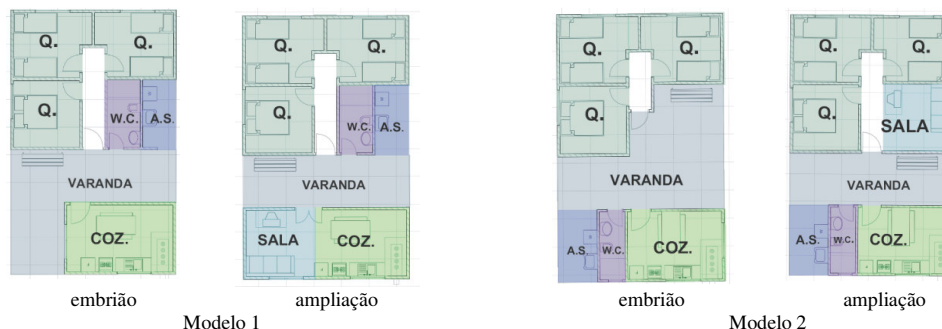 Q. Q. Q. Q. Q. Q. Q. Q.
Q. W.C. A.S. Q. W.C. A.S. Q. Q. SALA
VARANDA VARANDA VARANDA VARANDA
COZ. SALA COZ. A.S. W.C. COZ. A.S. W.C. COZ.
embrião ampliação embrião ampliação
Modelo 1 Modelo 2